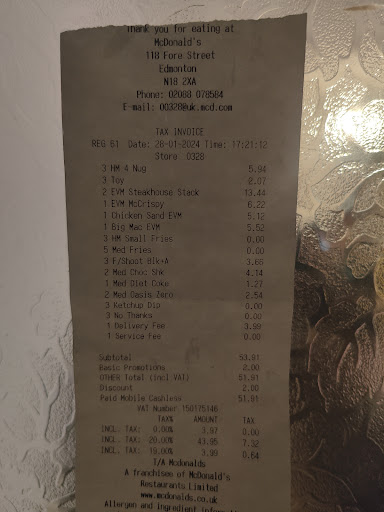 Thank you for eating at
McDonald's
118 Fore Street
Edmonton
N18 2XA
Phone: 02088 078584
E-mail: 00328@uk.mcd.com
TAX INVOICE
REG 61 Date: 28-01-2024 Time: 17:21:12
Store 0328
3 HM 4 Nug 5.94
3 Toy 2.07
2 EVM Steakhouse Stack 13.44
1 EVM McCrispy 6.22
1 Chicken Sand EVM 5.12
1 Big Mac EVM 5.52
3 HM Small Fries 0.00
5 Med Fries 0.00
3 F/Shoot Blk+A 3.66
2 Med Choc Shk 4.14
1 Med Diet Coke 1.27
2 Med Oasis Zero 2.54
3 Ketchup Dip 0.00
3 No Thanks 0.00
1 Delivery Fee 3.99
1 Service Fee 0.00
Subtotal 53.91
Basic Promotions 2.00
OTHER Total (incl VAT) 51.91
Discount 2.00
Paid Mobile Cashless 51.91
VAT Number 150175146
TAX% AMOUNT TAX
INCL. TAX: 0.00% 3.97 0.00
INCL. TAX: 20.00% 43.95 7.32
INCL. TAX: 19.00% 3.99 0.64
T/A Mcdonalds
A franchisee of McDonald's
Restaurants Limited
www.mcdonalds.co.uk
Allergen and ingredient